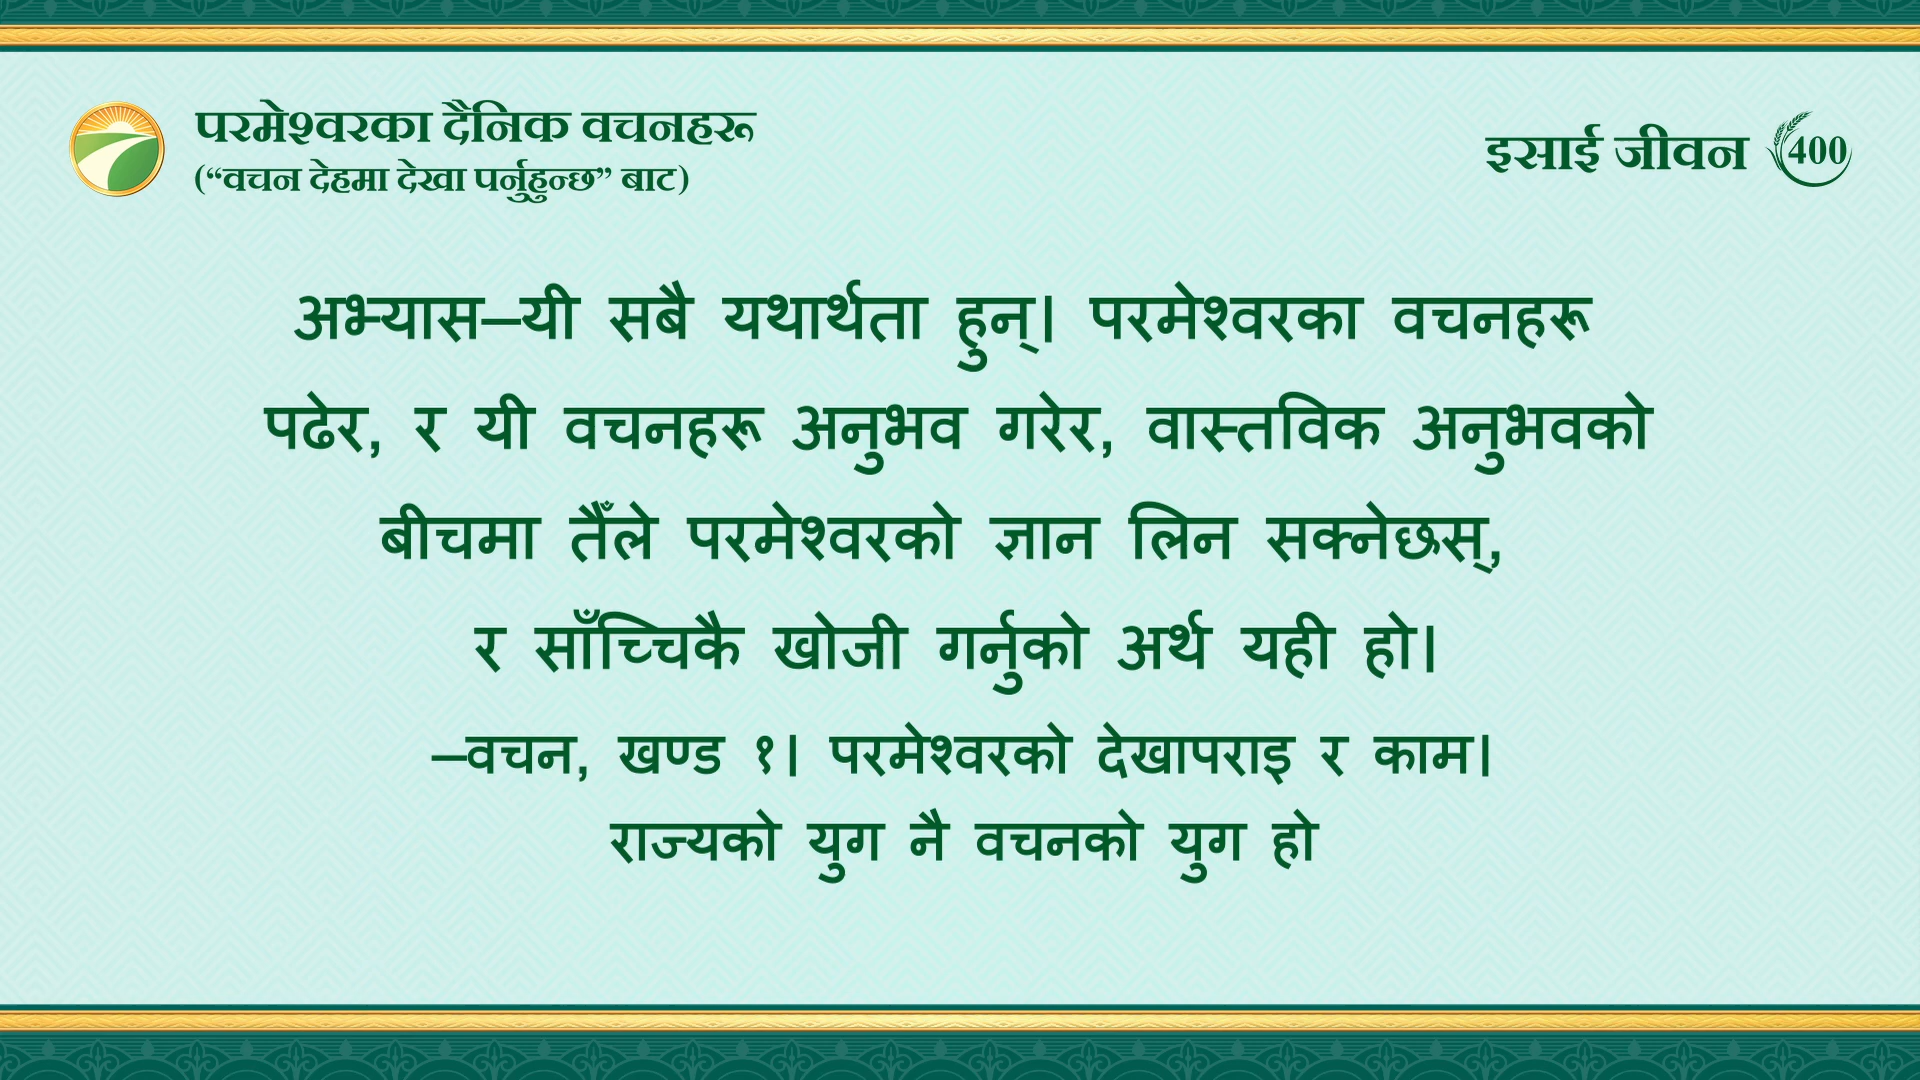 परमेश्वरका दैनिक वचनहरू
(“वचन देहमा देखा पर्नुहुन्छ” बाट)
इसाई जीवन 400
अभ्यास—यी सबै यथार्थता हुन्। परमेश्वरका वचनहरू
पढेर, र यी वचनहरू अनुभव गरेर, वास्तविक अनुभवको
बीचमा तैँले परमेश्वरको ज्ञान लिन सक्नेछस्,
र साँच्चिकै खोजी गर्नुको अर्थ यही हो।
—वचन, खण्ड १। परमेश्वरको देखापराइ र काम।
राज्यको युग नै वचनको युग हो